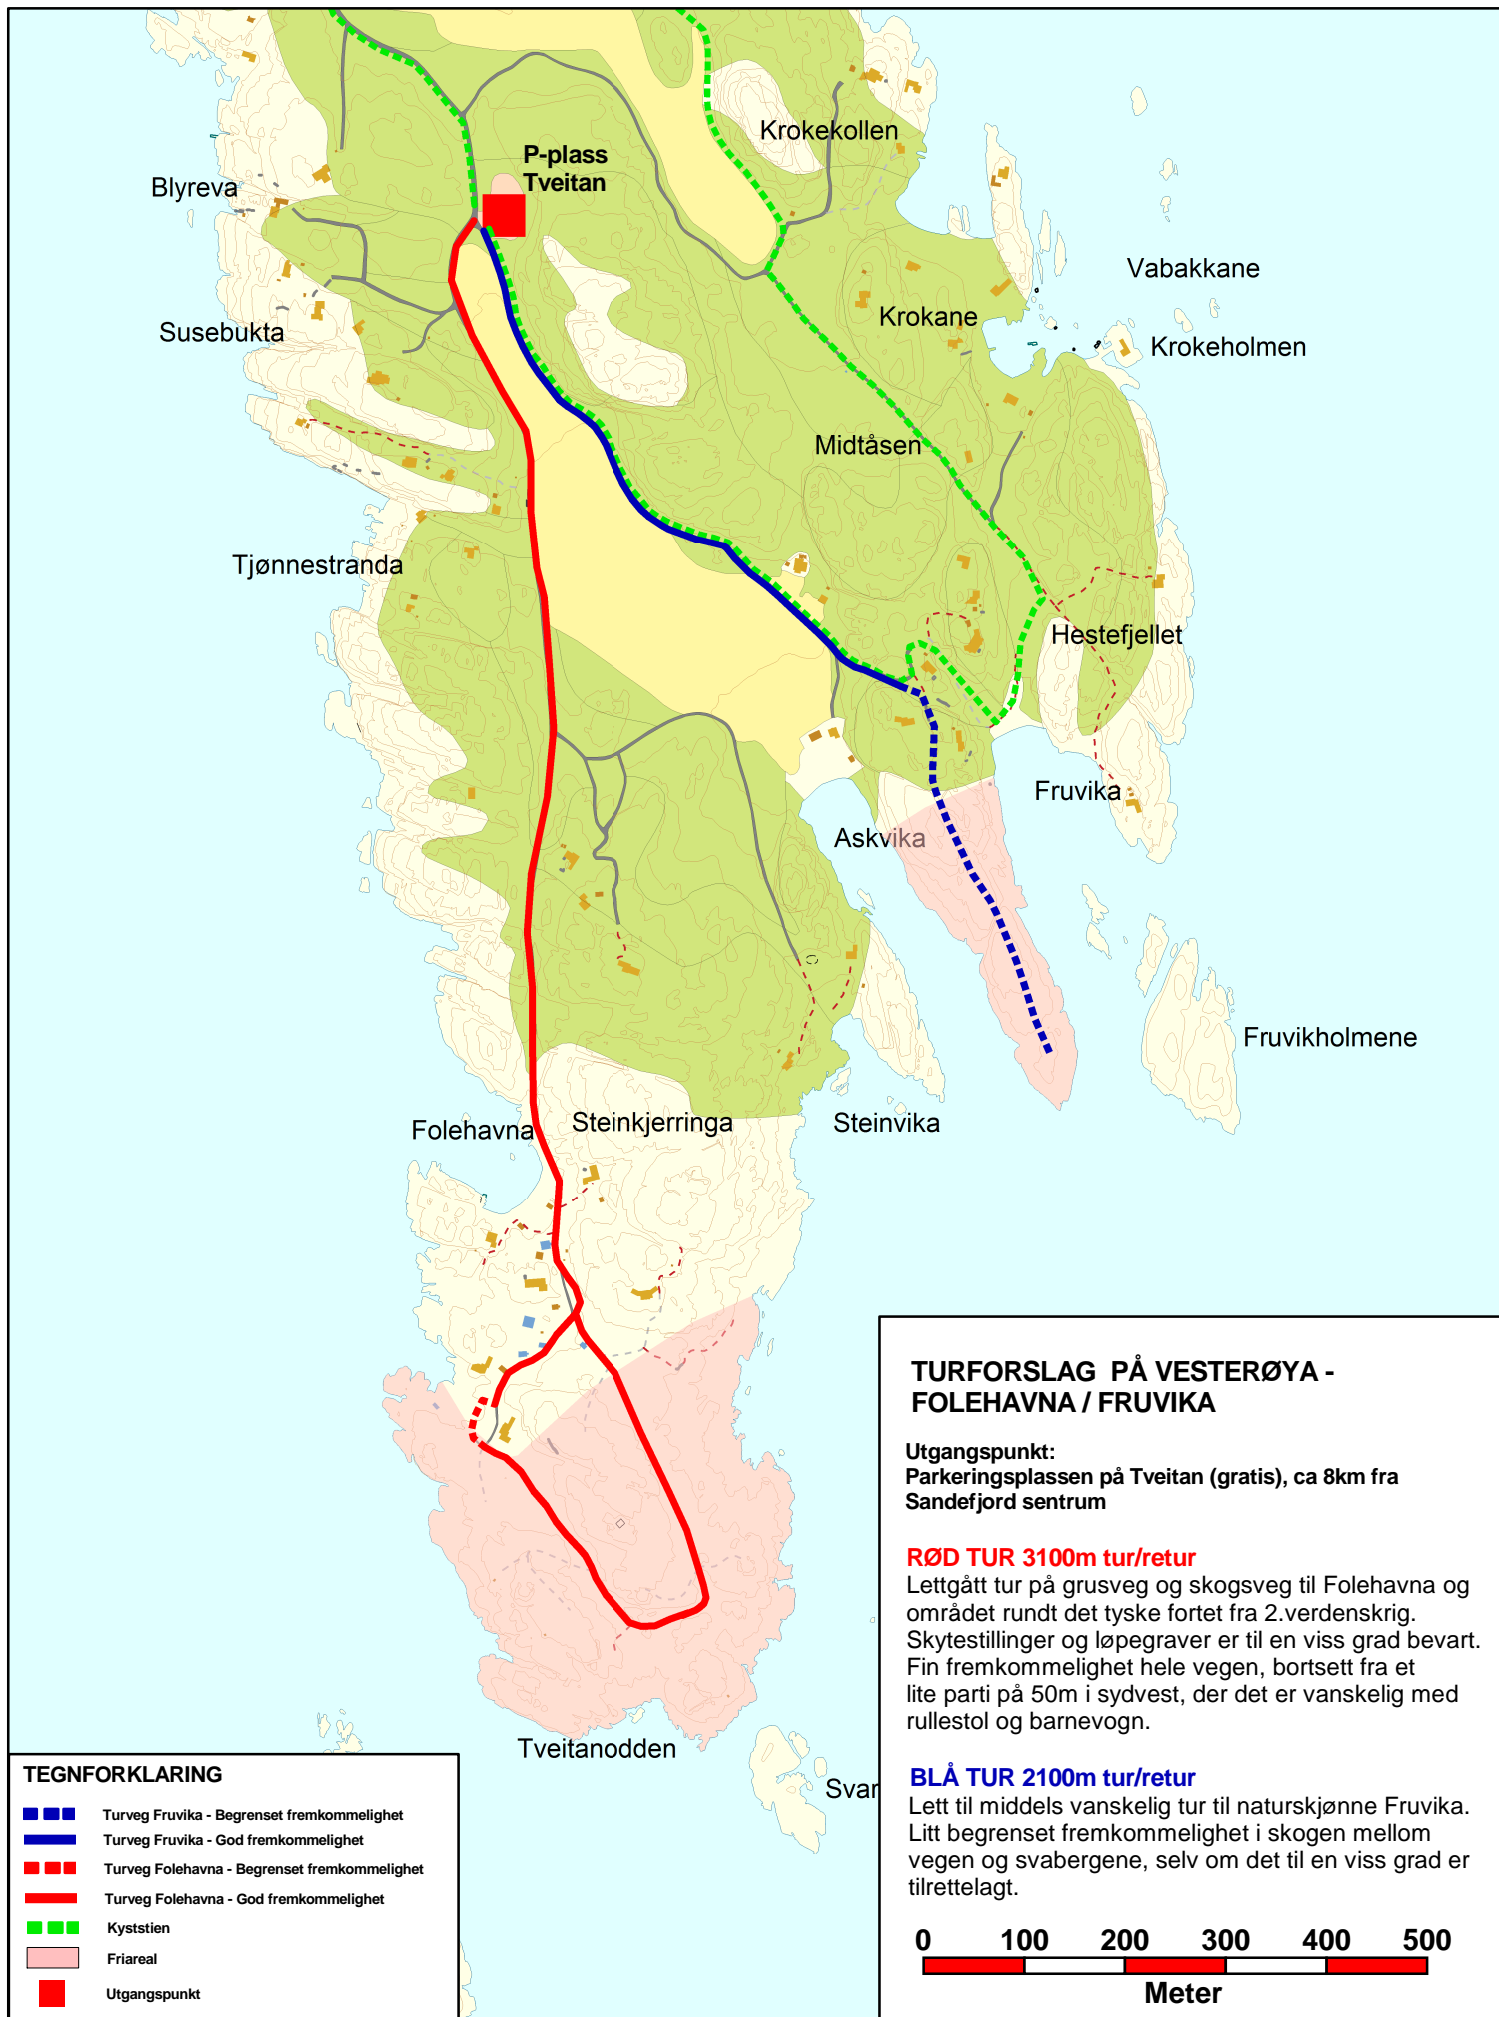 Krokekollen
P-plass
Tveitan
Blyreva
Vabakkane
Krokane
Susebukta
Krokeholmen
Midtåsen
Tjønnestranda
Hestefjellet
Fruvika
Askvika
Fruvikholmene
Folehavna
Steinkjerringa
Steinvika
Tveitanodden
Svar
TURFORSLAG PÅ VESTERØYA -
FOLEHAVNA / FRUVIKA
Utgangspunkt:
Parkeringsplassen på Tveitan (gratis), ca 8km fra
Sandefjord sentrum
RØD TUR 3100m tur/retur
Lettgått tur på grusveg og skogsveg til Folehavna og
området rundt det tyske fortet fra 2.verdenskrig.
Skytestillinger og løpegraver er til en viss grad bevart.
Fin fremkommelighet hele vegen, bortsett fra et
lite parti på 50m i sydvest, der det er vanskelig med
rullestol og barnevogn.
BLÅ TUR 2100m tur/retur
Lett til middels vanskelig tur til naturskjønne Fruvika.
Litt begrenset fremkommelighet i skogen mellom
vegen og svabergene, selv om det til en viss grad er
tilrettelagt.
0 100 200 300 400 500
Meter
TEGNFORKLARING
Turveg Fruvika - Begrenset fremkommelighet
Turveg Fruvika - God fremkommelighet
Turveg Folehavna - Begrenset fremkommelighet
Turveg Folehavna - God fremkommelighet
Kyststien
Friareal
Utgangspunkt